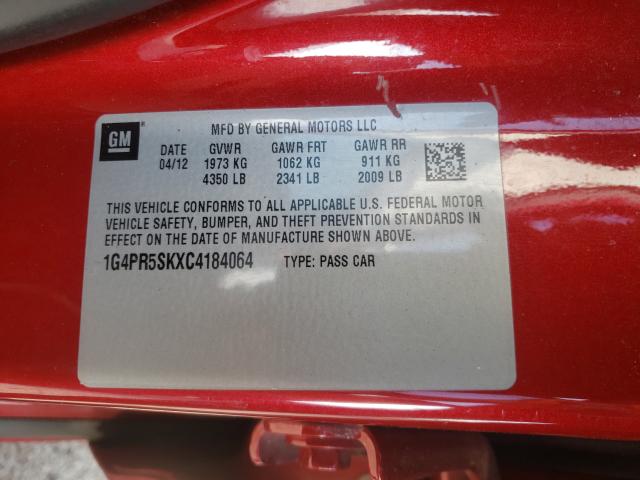 GM
®
MFD BY GENERAL MOTORS LLC
DATE GVWR GAWR FRT GAWR RR
04/12 1973 KG 1062 KG 911 KG
4350 LB 2341 LB 2009 LB
THIS VEHICLE CONFORMS TO ALL APPLICABLE U.S. FEDERAL MOTOR
VEHICLE SAFETY, BUMPER, AND THEFT PREVENTION STANDARDS IN
EFFECT ON THE DATE OF MANUFACTURE SHOWN ABOVE.
1G4PR5SKXC4184064 TYPE: PASS CAR